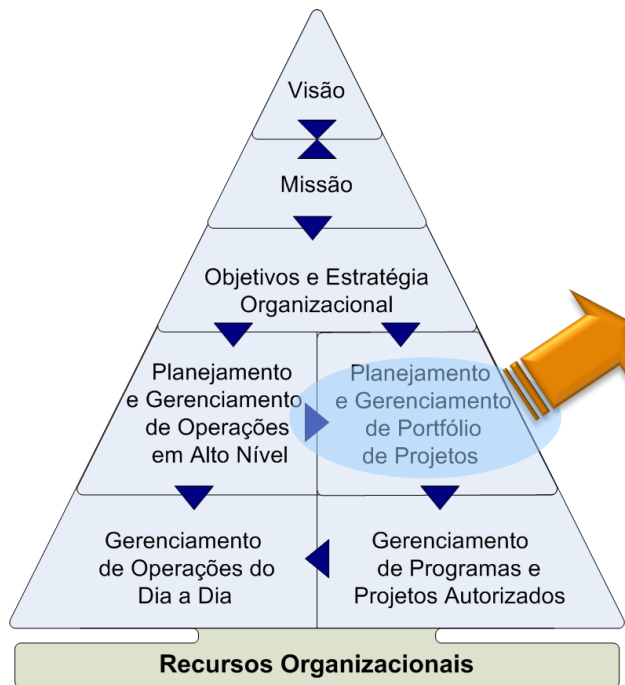 Visão
Missão
Objetivos e Estratégia
Organizacional
Planejamento
e Gerenciamento
de Operações
em Alto Nível
Planejamento
e Gerenciamento
de Portfólio
de Projetos
Gerenciamento
de Operações do
Dia a Dia
Gerenciamento
de Programas e
Projetos Autorizados
Recursos Organizacionais